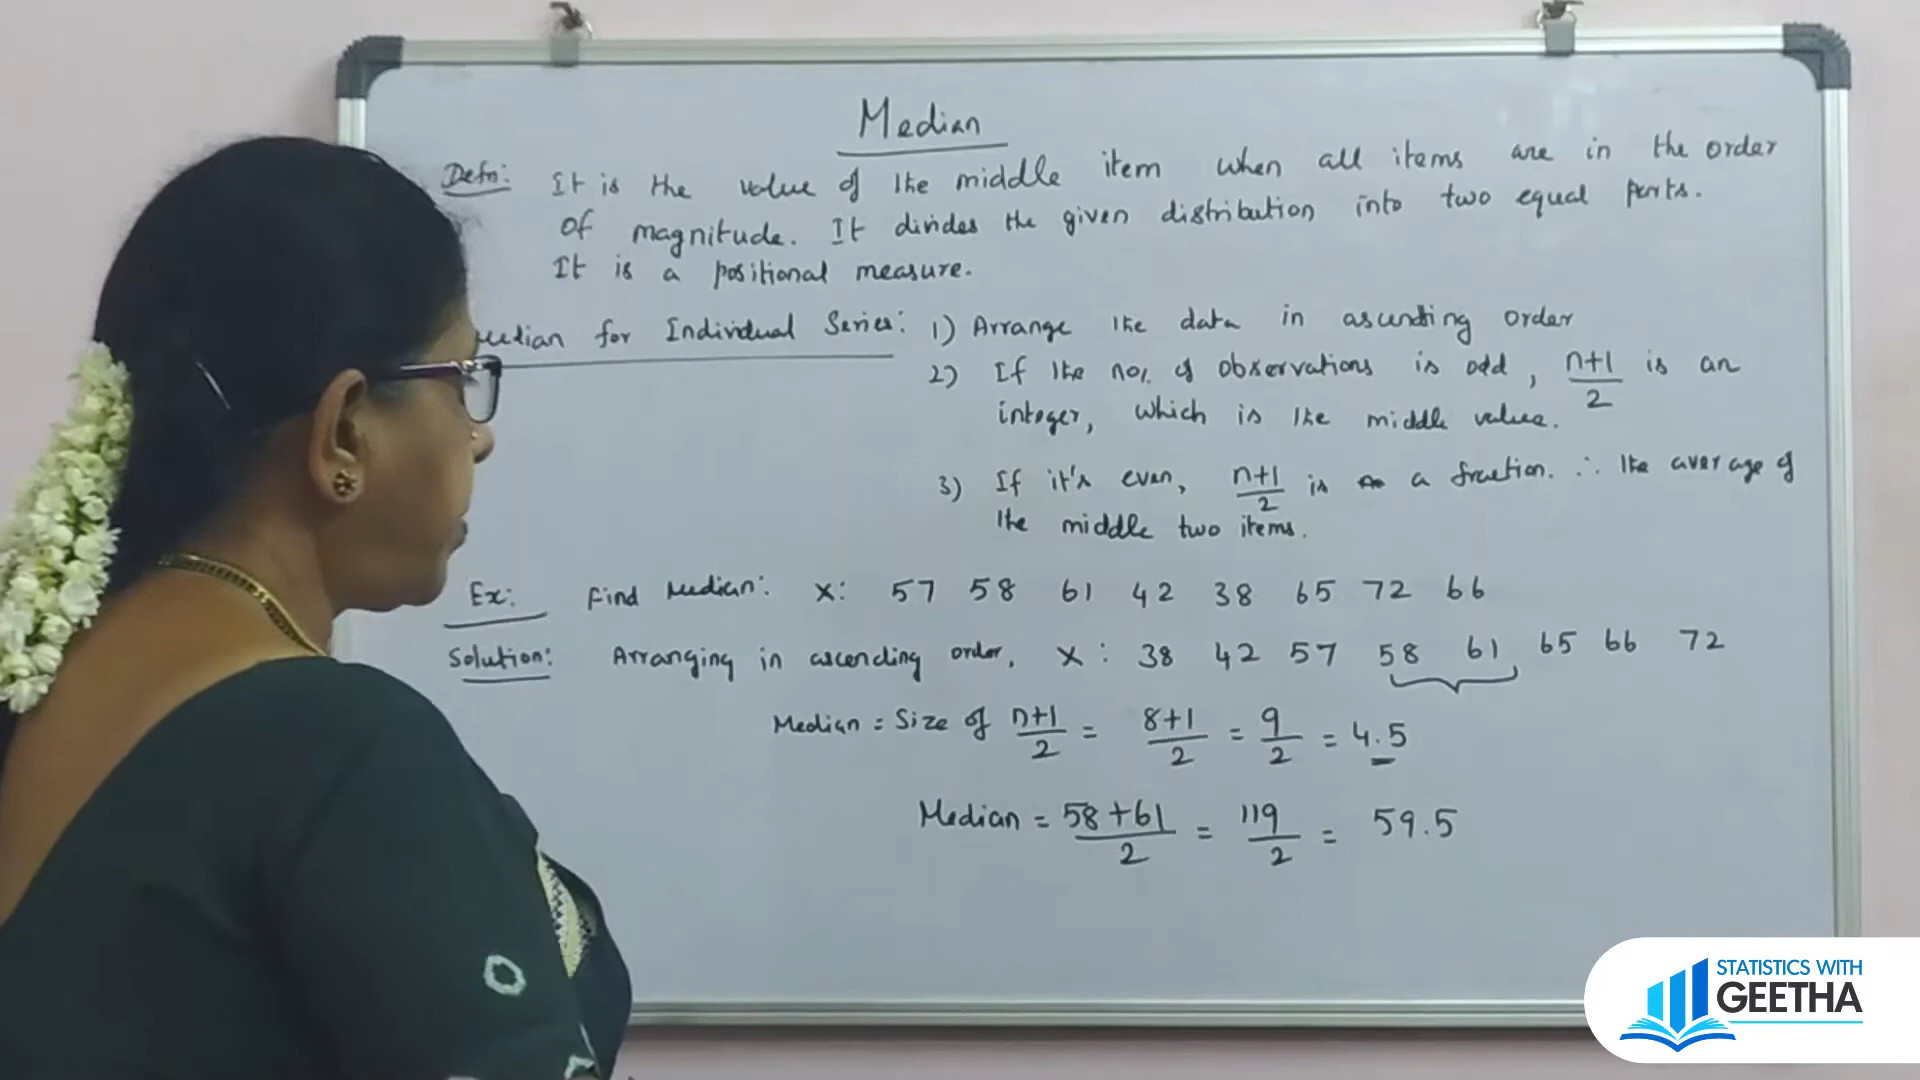 Median
Defn: It is the value of the middle item when all items are in the order
of magnitude. It divides the given distribution into two equal parts.
It is a positional measure.
Median for Individual Series: 1) Arrange the data in ascending order
2) If the no. of observations is odd, n+1/2 is an
integer, which is the middle value.
3) If it's even, n+1/2 is a fraction. ∴ the average of
the middle two items.
Ex: Find Median: X: 57 58 61 42 38 65 72 66
Solution: Arranging in ascending order, X: 38 42 57 58 61 65 66 72
Median = Size of n+1/2 = 8+1/2 = 9/2 = 4.5
Median = 58+61/2 = 119/2 = 59.5
STATISTICS WITH
GEETHA